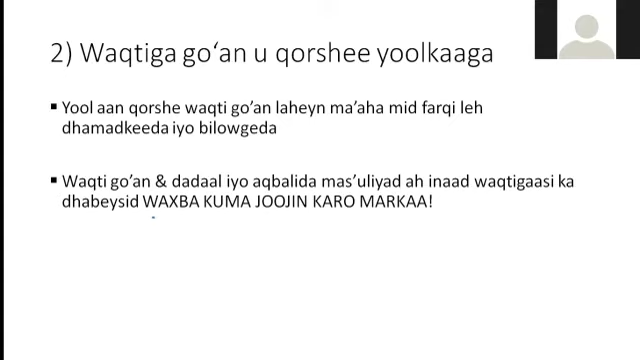 2) Waqtiga go‘an u qorshee yoolkaaga
▪ Yool aan qorshe waqti go’an laheyn ma’aha mid farqi leh
dhamadkeeda iyo bilowgeda
▪ Waqti go’an & dadaal iyo aqbalida mas’uliyad ah inaad waqtigaasi ka
dhabeysid WAXBA KUMA JOOJIN KARO MARKAA!